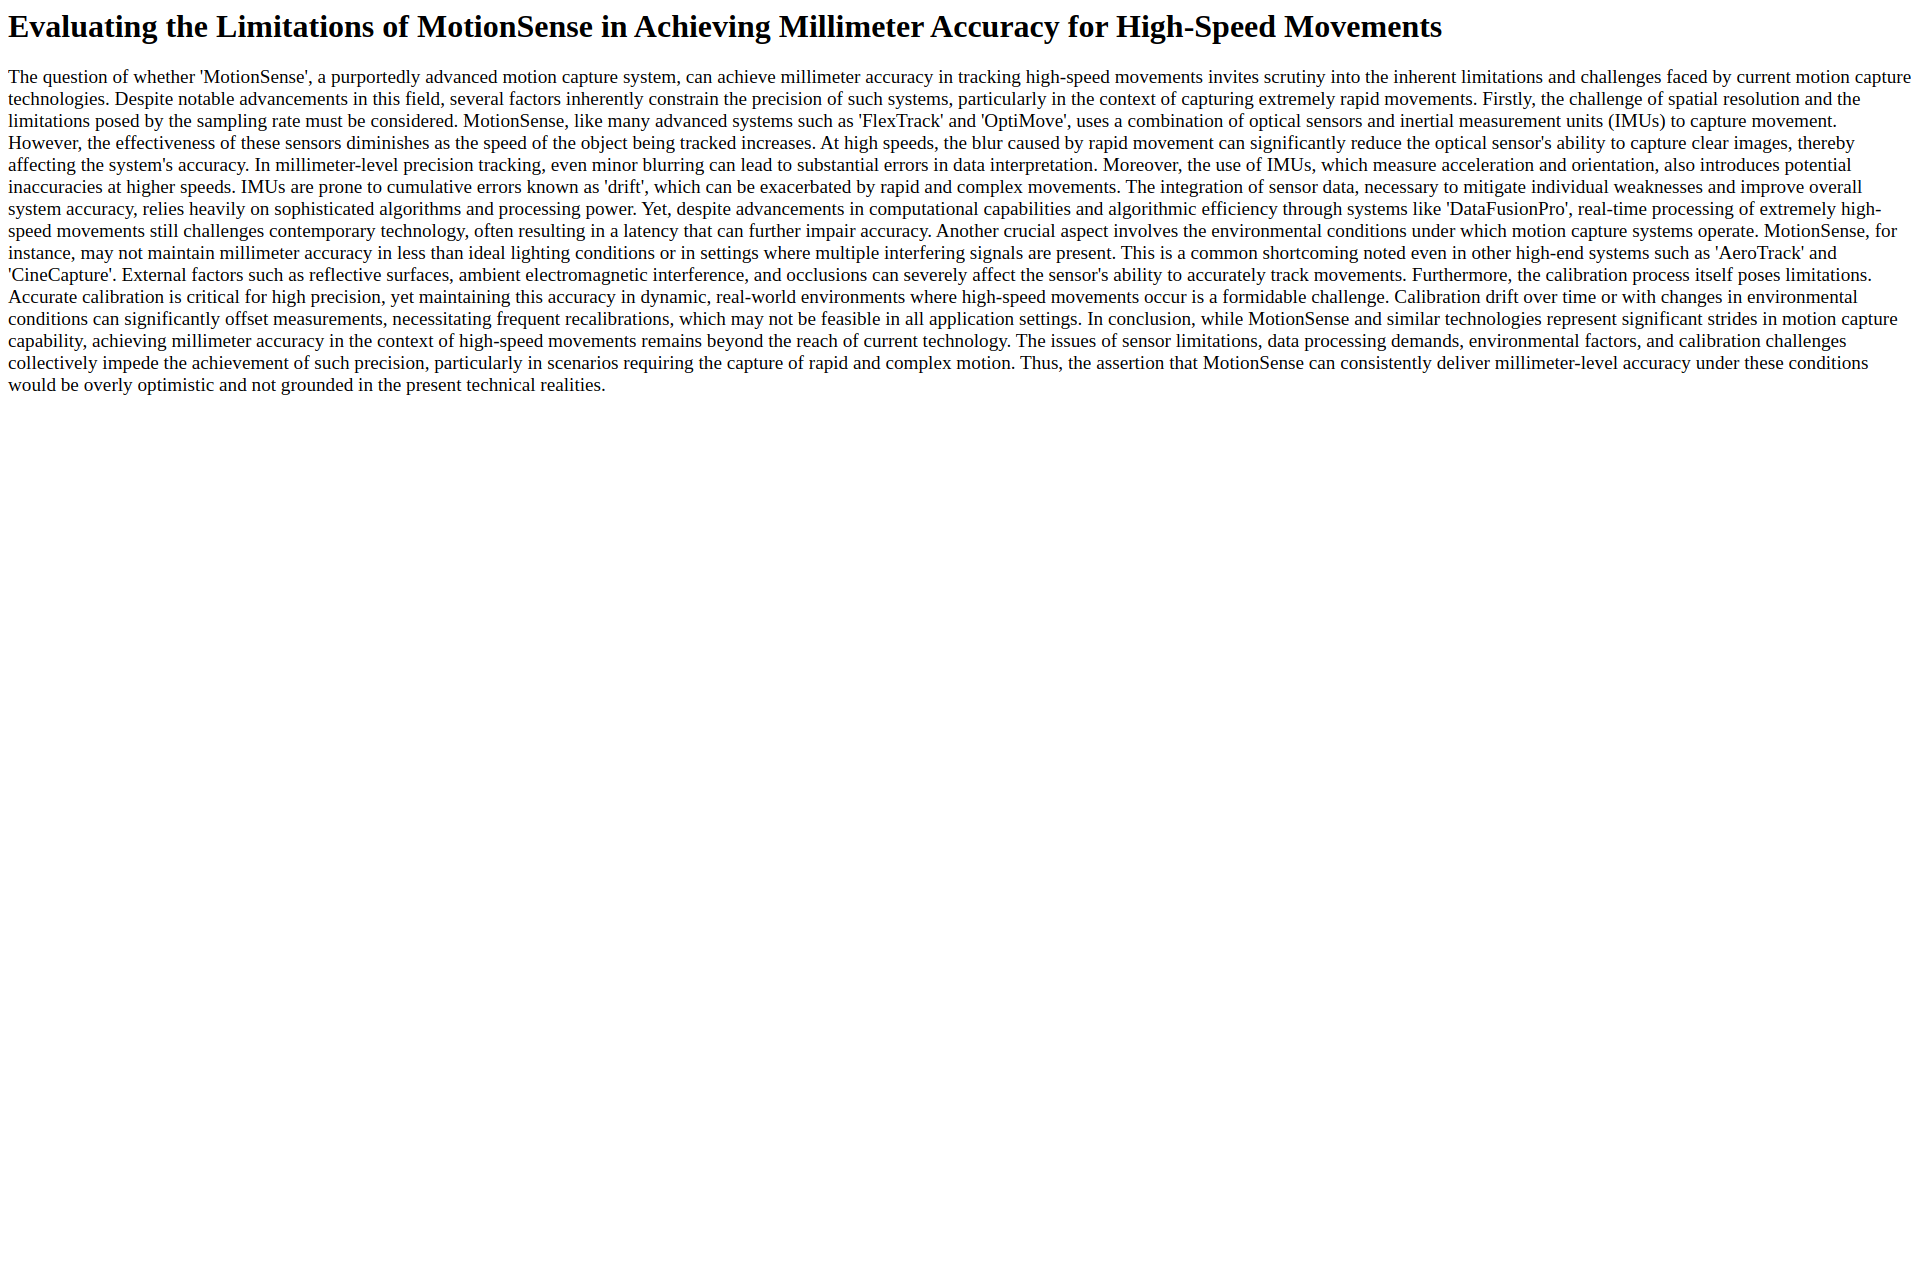 Evaluating the Limitations of MotionSense in Achieving Millimeter Accuracy for High-Speed Movements
The question of whether 'MotionSense', a purportedly advanced motion capture system, can achieve millimeter accuracy in tracking high-speed movements invites scrutiny into the inherent limitations and challenges faced by current motion capture
technologies. Despite notable advancements in this field, several factors inherently constrain the precision of such systems, particularly in the context of capturing extremely rapid movements. Firstly, the challenge of spatial resolution and the
limitations posed by the sampling rate must be considered. MotionSense, like many advanced systems such as 'FlexTrack' and 'OptiMove', uses a combination of optical sensors and inertial measurement units (IMUs) to capture movement.
However, the effectiveness of these sensors diminishes as the speed of the object being tracked increases. At high speeds, the blur caused by rapid movement can significantly reduce the optical sensor's ability to capture clear images, thereby
affecting the system's accuracy. In millimeter-level precision tracking, even minor blurring can lead to substantial errors in data interpretation. Moreover, the use of IMUs, which measure acceleration and orientation, also introduces potential
inaccuracies at higher speeds. IMUs are prone to cumulative errors known as 'drift', which can be exacerbated by rapid and complex movements. The integration of sensor data, necessary to mitigate individual weaknesses and improve overall
system accuracy, relies heavily on sophisticated algorithms and processing power. Yet, despite advancements in computational capabilities and algorithmic efficiency through systems like 'DataFusionPro', real-time processing of extremely high-
speed movements still challenges contemporary technology, often resulting in a latency that can further impair accuracy. Another crucial aspect involves the environmental conditions under which motion capture systems operate. MotionSense, for
instance, may not maintain millimeter accuracy in less than ideal lighting conditions or in settings where multiple interfering signals are present. This is a common shortcoming noted even in other high-end systems such as 'AeroTrack' and
'CineCapture'. External factors such as reflective surfaces, ambient electromagnetic interference, and occlusions can severely affect the sensor's ability to accurately track movements. Furthermore, the calibration process itself poses limitations.
Accurate calibration is critical for high precision, yet maintaining this accuracy in dynamic, real-world environments where high-speed movements occur is a formidable challenge. Calibration drift over time or with changes in environmental
conditions can significantly offset measurements, necessitating frequent recalibrations, which may not be feasible in all application settings. In conclusion, while MotionSense and similar technologies represent significant strides in motion capture
capability, achieving millimeter accuracy in the context of high-speed movements remains beyond the reach of current technology. The issues of sensor limitations, data processing demands, environmental factors, and calibration challenges
collectively impede the achievement of such precision, particularly in scenarios requiring the capture of rapid and complex motion. Thus, the assertion that MotionSense can consistently deliver millimeter-level accuracy under these conditions
would be overly optimistic and not grounded in the present technical realities.